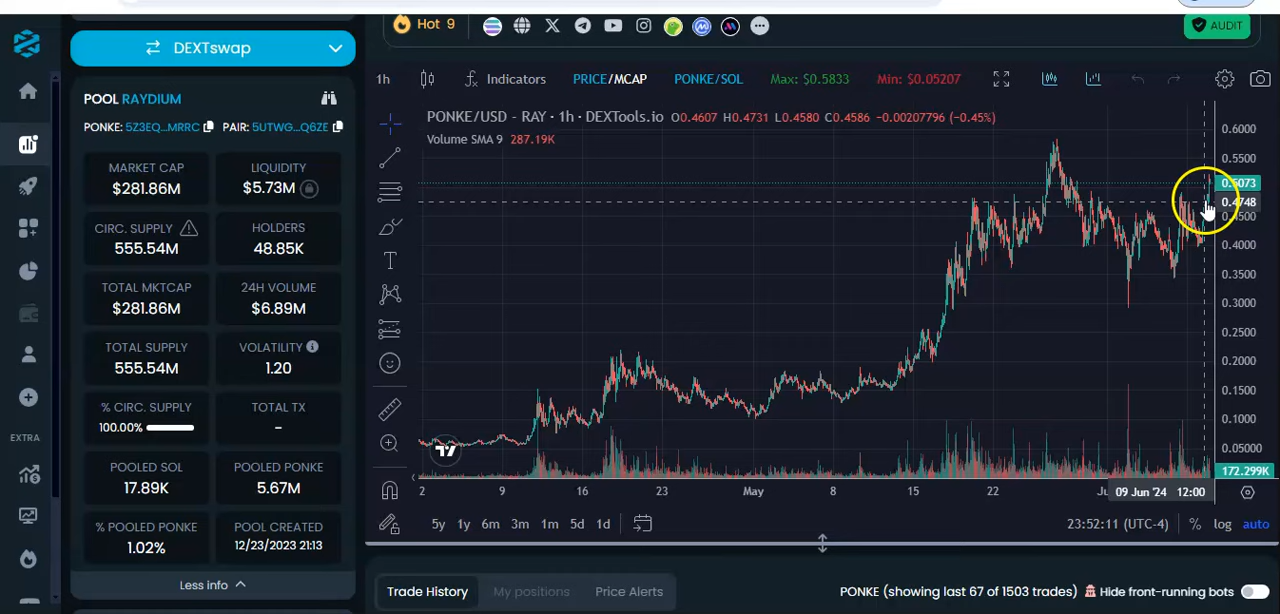 Hot 9
AUDIT
DEXTswap
POOL RAYDIUM
PONKE: 5Z3EQ...MRRC PAIR: 5UTWG...Q6ZE
MARKET CAP
$281.86M
LIQUIDITY
$5.73M
CIRC. SUPPLY
555.54M
HOLDERS
48.85K
TOTAL MKTCAP
$281.86M
24H VOLUME
$6.89M
TOTAL SUPPLY
555.54M
VOLATILITY
1.20
% CIRC. SUPPLY
100.00%
TOTAL TX
-
POOLED SOL
17.89K
POOLED PONKE
5.67M
% POOLED PONKE
1.02%
POOL CREATED
12/23/2023 21:13
Less info
EXTRA
1h Indicators PRICE/MCAP PONKE/SOL Max: $0.5833 Min: $0.05207
PONKE/USD - RAY · 1h · DEXTools.io O0.4607 H0.4731 L0.4580 C0.4586 -0.00207796 (-0.45%)
Volume SMA 9 287.19K
0.6000
0.5500
0.5073
0.4748
0.4500
0.4000
0.3500
0.3000
0.2500
0.2000
0.1500
0.1000
0.05000
172.299K
2 9 16 23 May 8 15 22 Ju 09 Jun '24 12:00
5y 1y 6m 3m 1m 5d 1d 23:52:11 (UTC-4) % log auto
Trade History My positions Price Alerts PONKE (showing last 67 of 1503 trades) Hide front-running bots